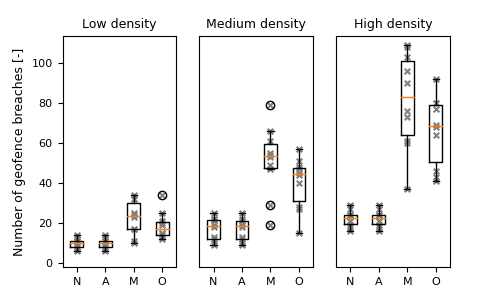 Low density
Medium density
High density
Number of geofence breaches [-]
100
80
60
40
20
0
N A M O
N A M O
N A M O